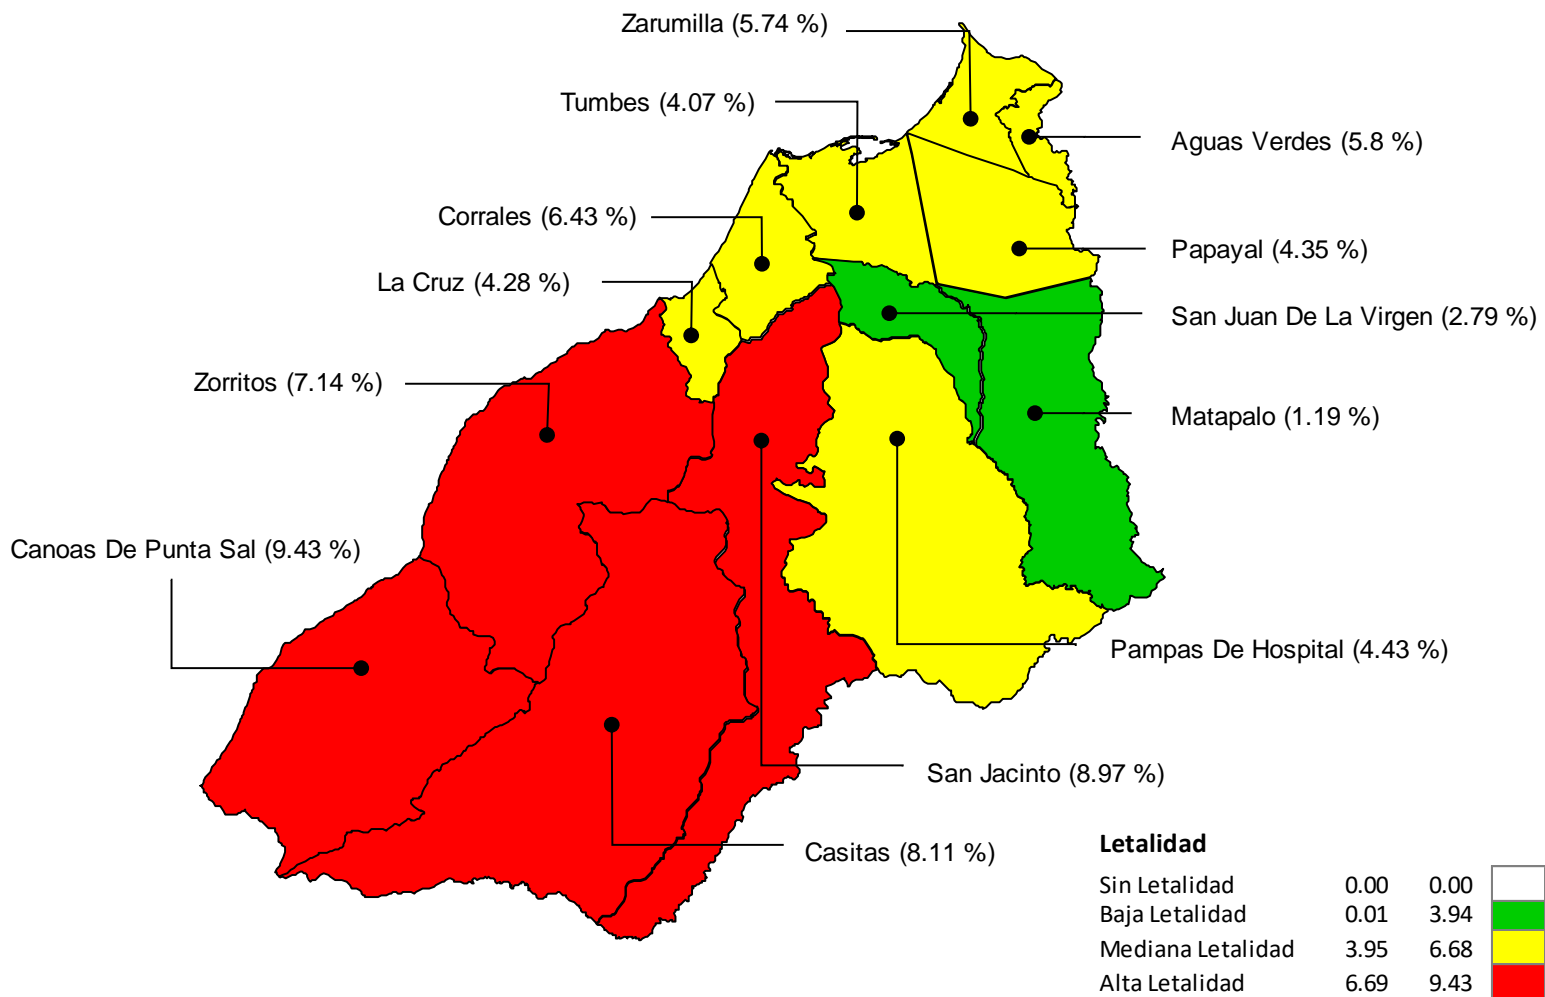 Zarumilla (5.74 %)
Tumbes (4.07 %)
Aguas Verdes (5.8 %)
Corrales (6.43 %)
Papayal (4.35 %)
La Cruz (4.28 %)
San Juan De La Virgen (2.79 %)
Zorritos (7.14 %)
Matapalo (1.19 %)
Canoas De Punta Sal (9.43 %)
Pampas De Hospital (4.43 %)
San Jacinto (8.97 %)
Casitas (8.11 %)
Letalidad
Sin Letalidad 0.00 0.00
Baja Letalidad 0.01 3.94
Mediana Letalidad 3.95 6.68
Alta Letalidad 6.69 9.43